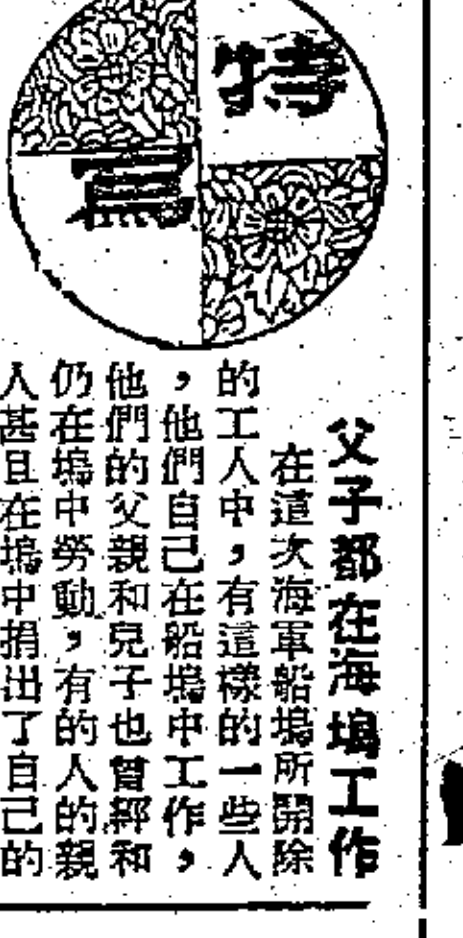 特寫
父子都在海塢工作
在這次海軍船塢所開除
的工人中，有這樣的一些人
，他們自己在船塢中工作，
他們的父親和兒子也曾經和
仍在塢中勞動，有的人的親
人甚且在塢中捐出了自己的